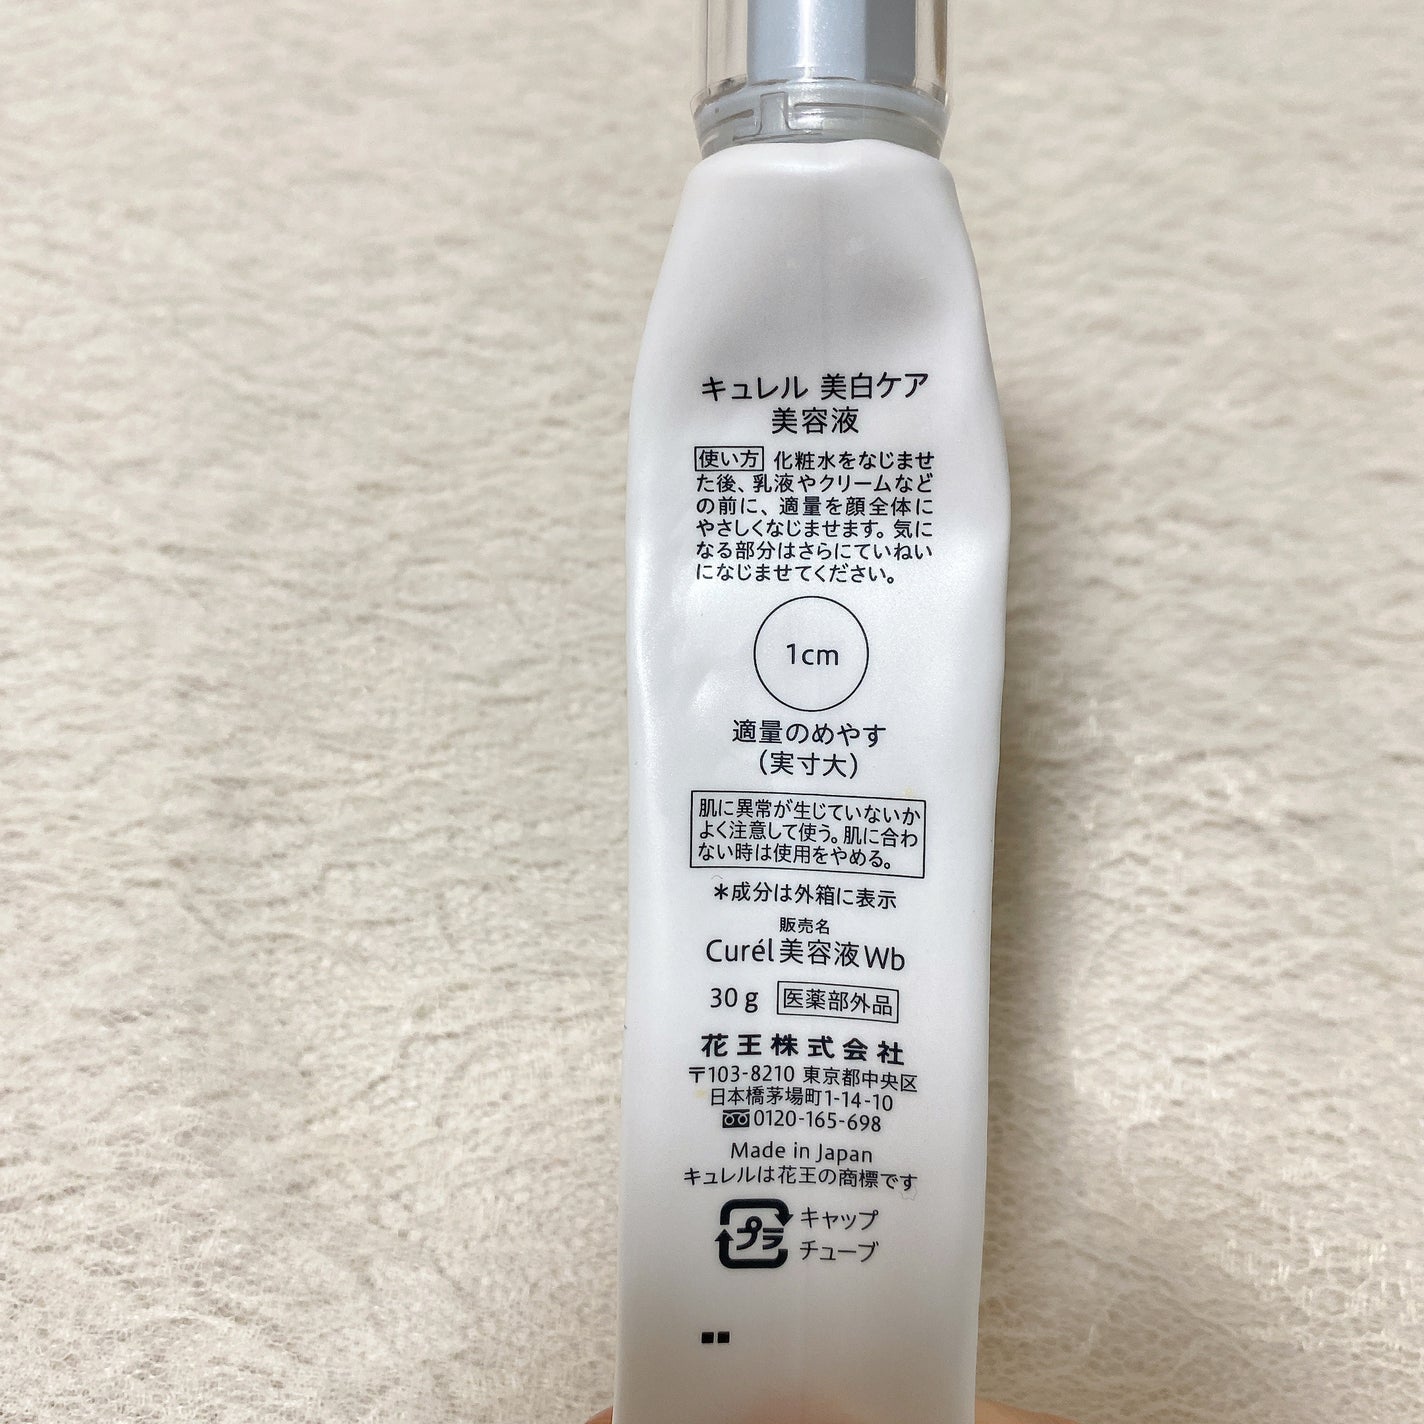 キュレル 美白ケア
美容液
使い方 化粧水をなじませ
た後、乳液やクリームなど
の前に、適量を顔全体に
やさしくなじませます。気に
なる部分はさらにていねい
になじませてください。
1cm
適量のめやす
(実寸大)
肌に異常が生じていないか
よく注意して使う。肌に合わ
ない時は使用をやめる。
*成分は外箱に表示
販売名
Curél美容液Wb
30 g 医薬部外品
花王株式会社
〒103-8210 東京都中央区
日本橋茅場町1-14-10
0120-165-698
Made in Japan
キュレルは花王の商標です
プラ キャップ
チューブ